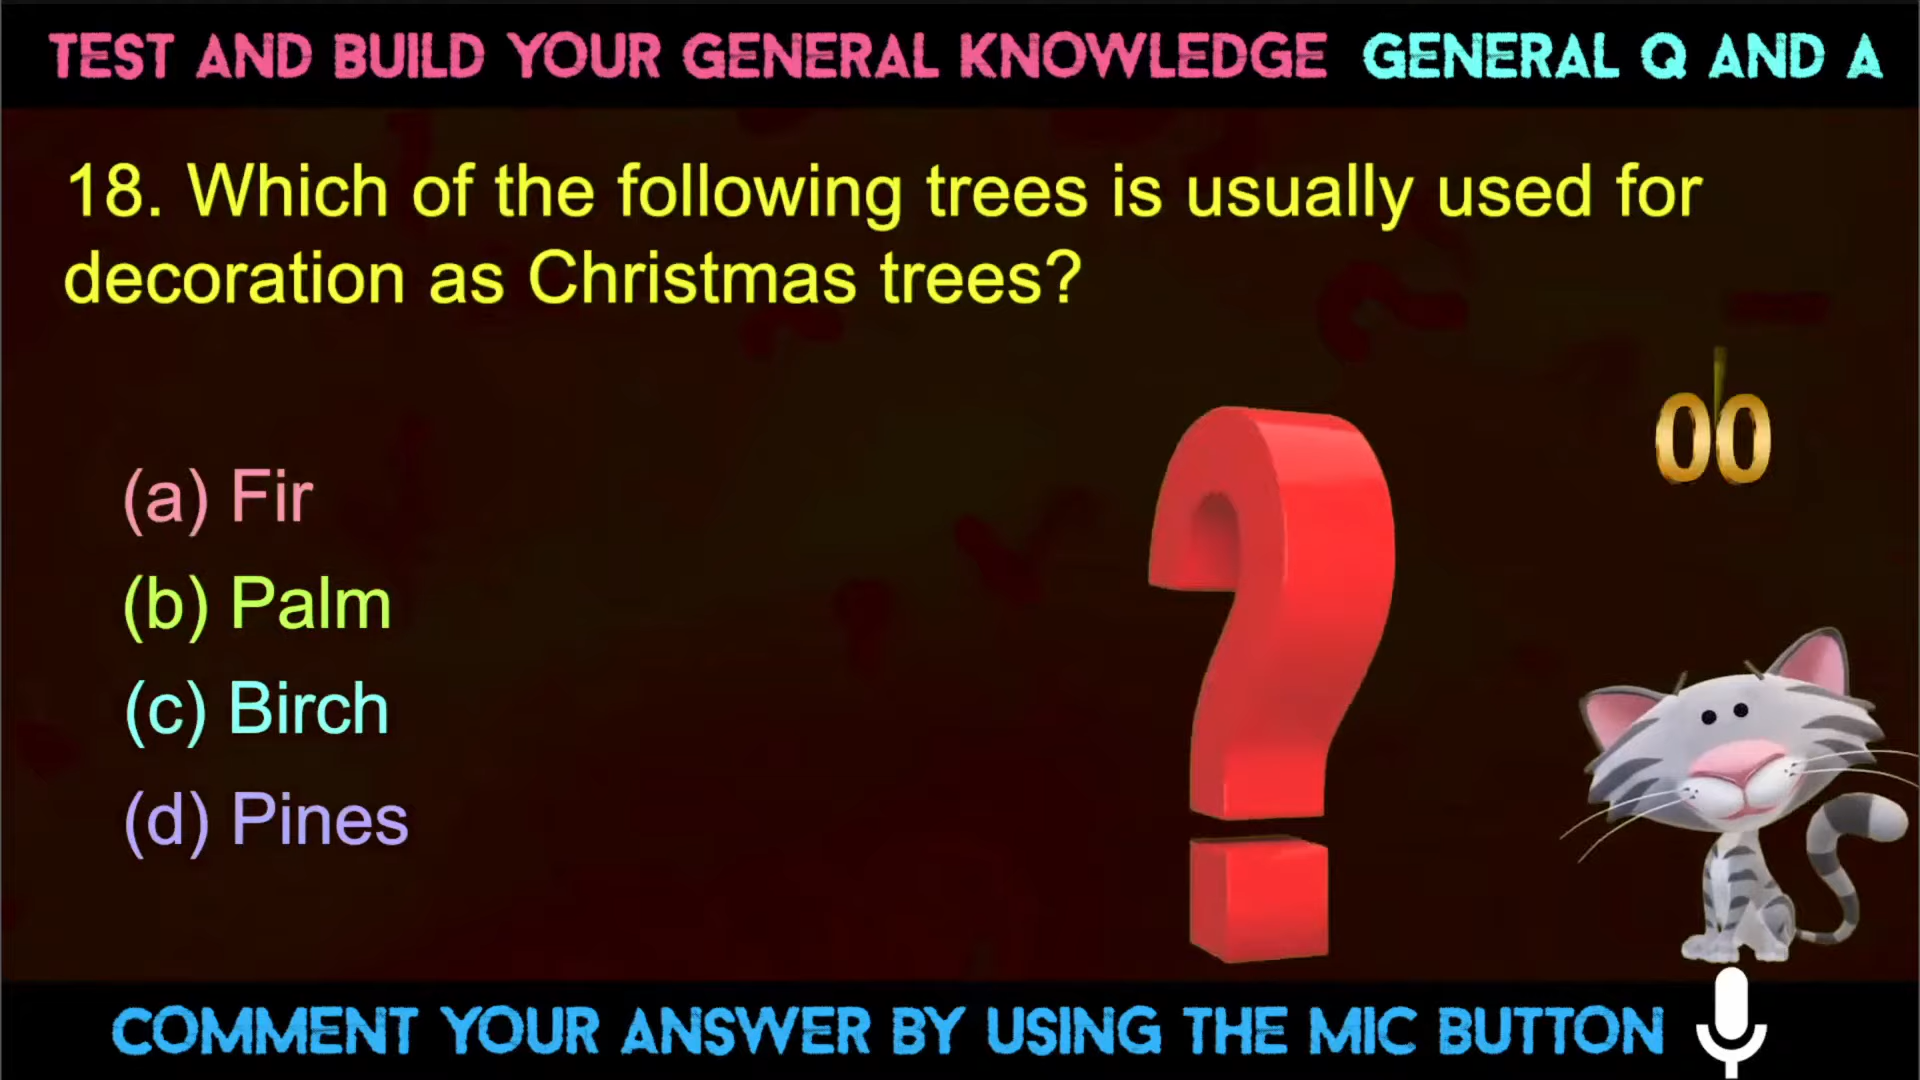 TEST AND BUILD YOUR GENERAL KNOWLEDGE GENERAL Q AND A
18. Which of the following trees is usually used for
decoration as Christmas trees?
00
(a) Fir
(b) Palm
(c) Birch
(d) Pines
COMMENT YOUR ANSWER BY USING THE MIC BUTTON